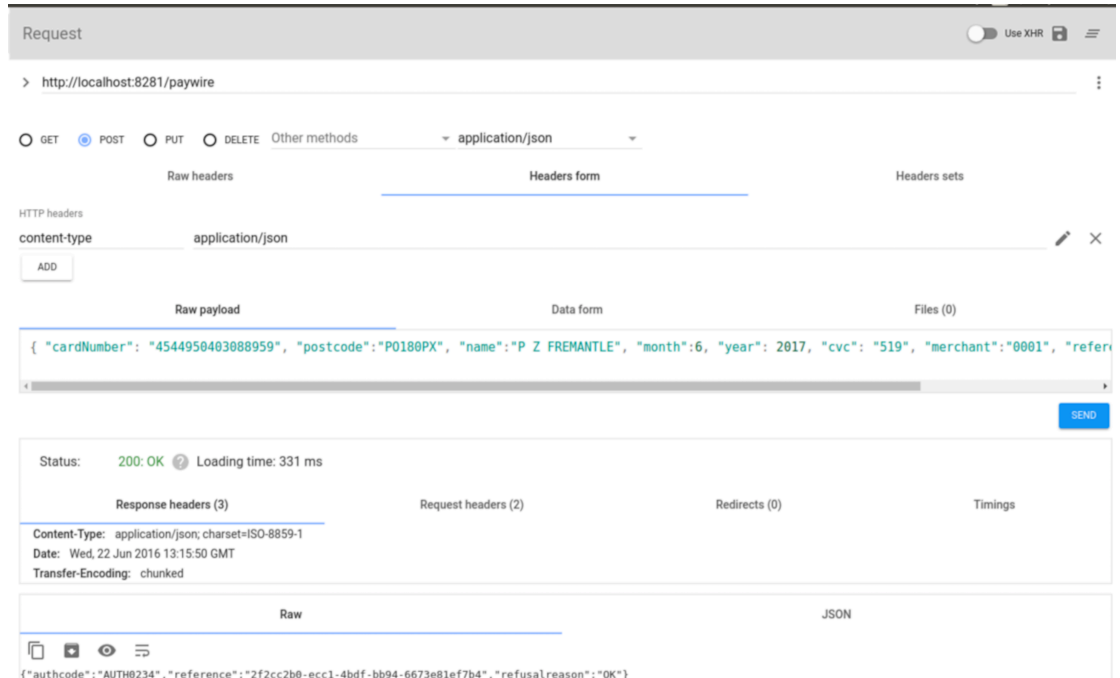 Request Use XHR
http://localhost:8281/paywire
GET POST PUT DELETE Other methods application/json
Raw headers Headers form Headers sets
HTTP headers
content-type application/json
ADD
Raw payload Data form Files (0)
{ "cardNumber": "4544950403088959", "postcode":"PO180PX", "name":"P Z FREMANTLE", "month":6, "year": 2017, "cvc": "519", "merchant":"0001", "refer
SEND
Status: 200: OK ? Loading time: 331 ms
Response headers (3) Request headers (2) Redirects (0) Timings
Content-Type: application/json; charset=ISO-8859-1
Date: Wed, 22 Jun 2016 13:15:50 GMT
Transfer-Encoding: chunked
Raw JSON
{"authcode":"AUTH0234","reference":"2f2cc2b0-ecc1-4bdf-bb94-6673e81ef7b4","refusalreason":"OK"}